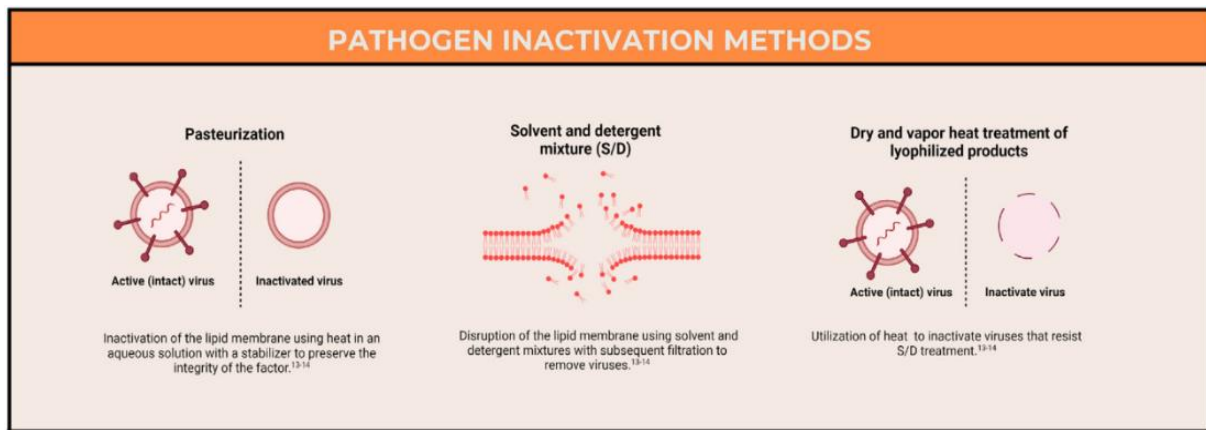 PATHOGEN INACTIVATION METHODS
Pasteurization
Active (intact) virus
Inactivated virus
Inactivation of the lipid membrane using heat in an
aqueous solution with a stabilizer to preserve the
integrity of the factor.13-14
Solvent and detergent
mixture (S/D)
Disruption of the lipid membrane using solvent and
detergent mixtures with subsequent filtration to
remove viruses.13-14
Dry and vapor heat treatment of
lyophilized products
Active (intact) virus
Inactivate virus
Utilization of heat to inactivate viruses that resist
S/D treatment.13-14